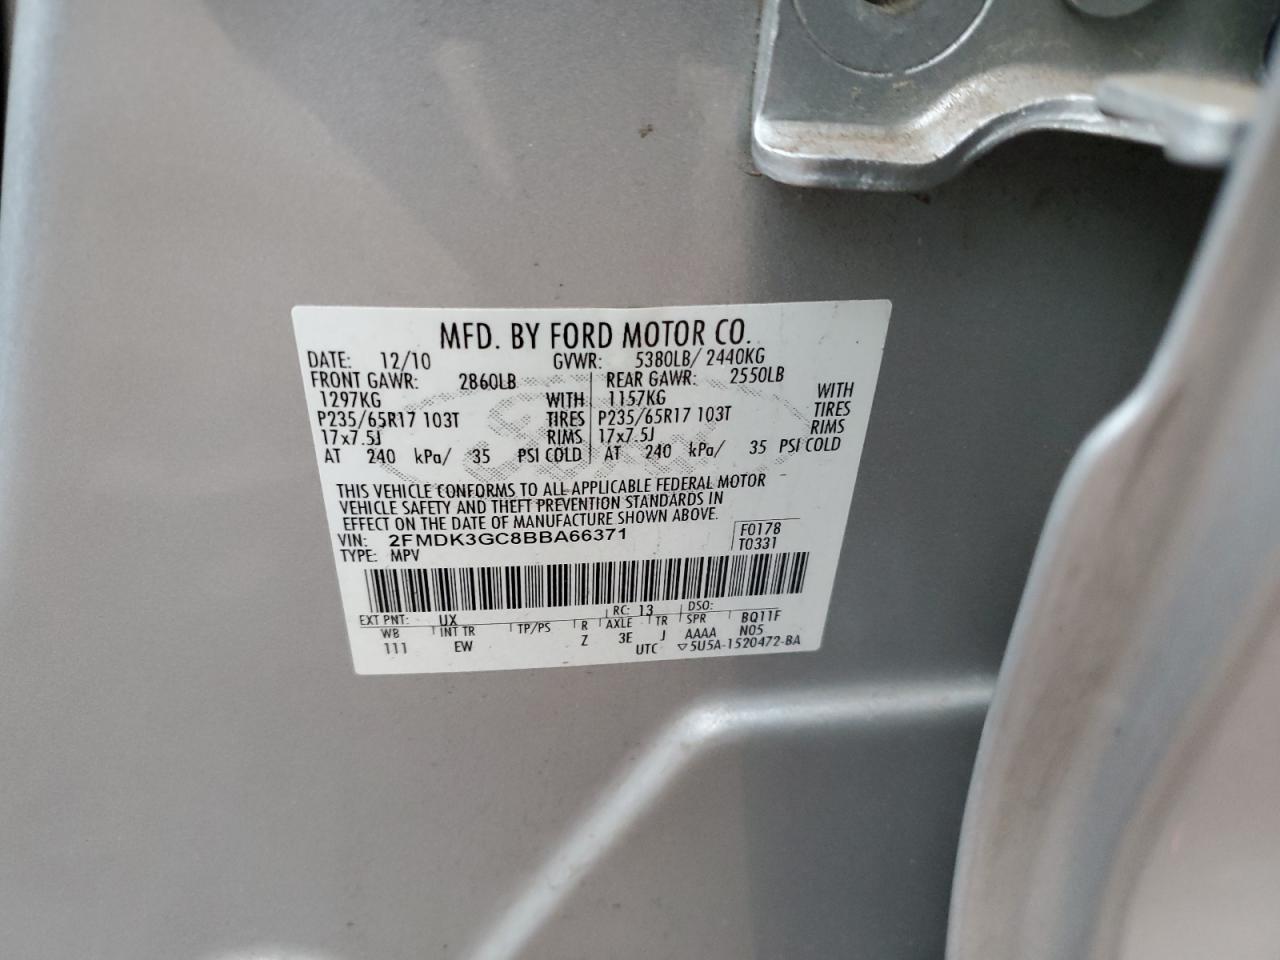 MFD. BY FORD MOTOR CO.
DATE: 12/10 GVWR: 5380LB/ 2440KG
FRONT GAWR: 2860LB REAR GAWR: 2550LB
1297KG WITH 1157KG WITH
P235/65R17 103T TIRES P235/65R17 103T TIRES
17x7.5J RIMS 17x7.5J RIMS
AT 240 kPa/ 35 PSI COLD AT 240 kPa/ 35 PSI COLD
THIS VEHICLE CONFORMS TO ALL APPLICABLE FEDERAL MOTOR
VEHICLE SAFETY AND THEFT PREVENTION STANDARDS IN
EFFECT ON THE DATE OF MANUFACTURE SHOWN ABOVE.
VIN: 2FMDK3GC8BBA66371 F0178
TYPE: MPV T0331
EXT PNT: UX RC: 13 DSO:
WB INT TR TP/PS R AXLE TR SPR BQ11F
111 EW Z 3E J AAAA N05
UTC ▽5U5A-1520472-BA